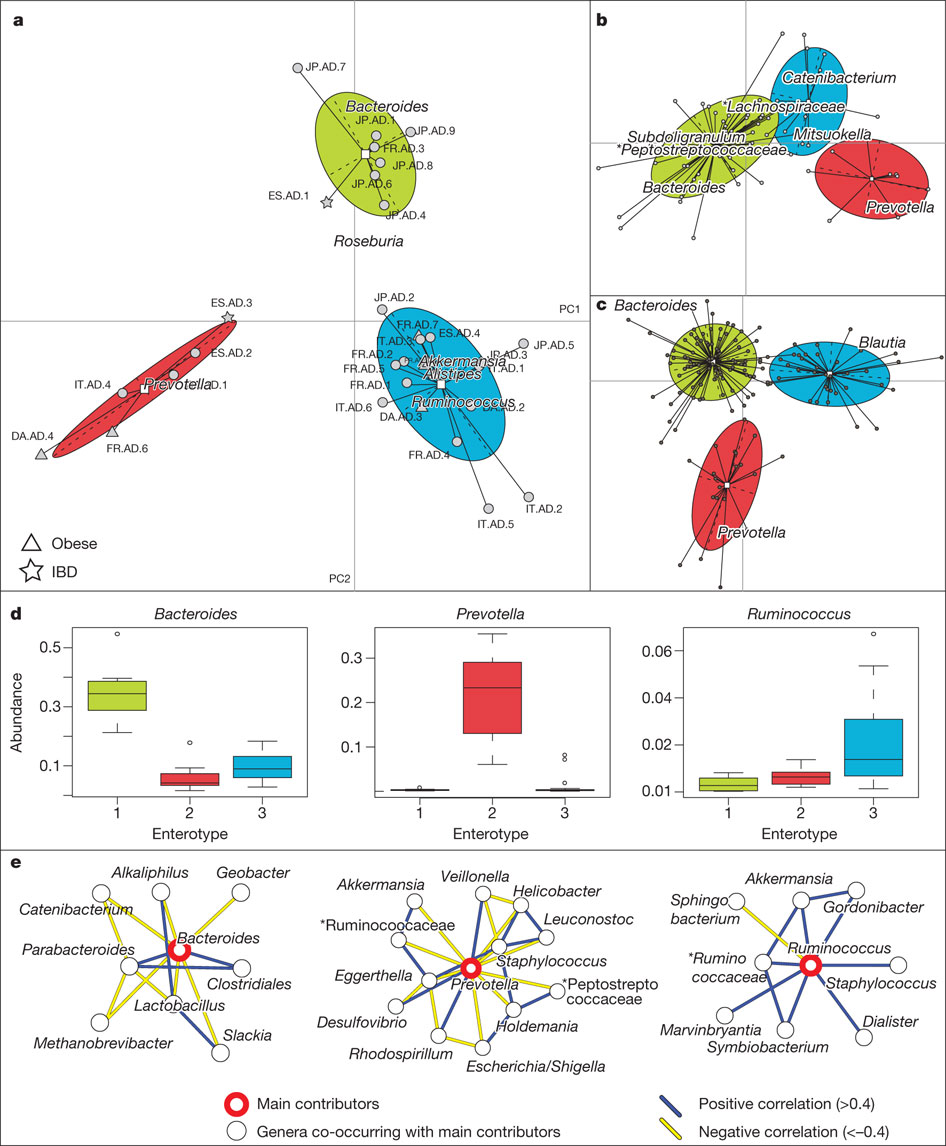 a
JP.AD.7
Bacteroides
JP.AD.1
JP.AD.9
FR.AD.3
JP.AD.8
JP.AD.6
ES.AD.1
JP.AD.4
Roseburia
ES.AD.3
JP.AD.2
PC1
FR.AD.7
ES.AD.4
ES.AD.2
JP.AD.5
FR.AD.2
Akkermansia
FR.AD.5
Alistipes
IT.AD.4
Prevotella
FR.AD.1
Ruminococcus
IT.AD.6
DA.AD.2
DA.AD.3
DA.AD.4
FR.AD.6
FR.AD.4
IT.AD.2
IT.AD.5
Obese
IBD
PC2
b
Catenibacterium
*Lachnospiraceae
Mitsuokella
Subdoligranulum
*Peptostreptococcaceae
Bacteroides
Prevotella
c
Bacteroides
Blautia
Prevotella
d
Bacteroides
Prevotella
Ruminococcus
Abundance
0.5
0.3
0.1
1 2 3
Enterotype
0.3
0.2
0.1
1 2 3
Enterotype
0.06
0.04
0.02
0.01
1 2 3
Enterotype
e
Alkaliphilus
Geobacter
Catenibacterium
Bacteroides
Parabacteroides
Clostridiales
Lactobacillus
Methanobrevibacter
Slackia
Veillonella
Akkermansia
Helicobacter
*Ruminocoocaceae
Leuconostoc
Staphylococcus
Eggerthella
Prevotella
*Peptostrepto
coccaceae
Desulfovibrio
Holdemania
Rhodospirillum
Escherichia/Shigella
Akkermansia
Sphingo
bacterium
Gordonibacter
Ruminococcus
*Rumino
coccaceae
Staphylococcus
Marvinbryantia
Dialister
Symbiobacterium
Main contributors
Genera co-occurring with main contributors
Positive correlation (>0.4)
Negative correlation (<−0.4)